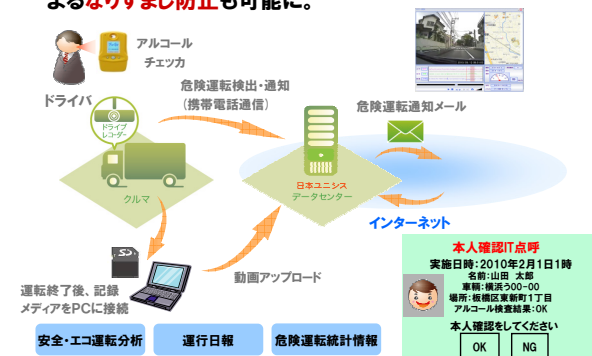 よるなりすまし防止も可能に。
アルコール
チェッカ
ドライバ
危険運転検出・通知
(携帯電話通信)
危険運転通知メール
ドライブ
レコーダー
クルマ
日本ユニシス
データセンター
インターネット
本人確認IT点呼
実施日時:2010年2月1日1時
名前:山田 太郎
車輌:横浜う00-00
場所:板橋区東新町1丁目
アルコール検査結果:OK
本人確認をしてください
OK
NG
動画アップロード
運転終了後、記録
メディアをPCに接続
安全・エコ運転分析
運行日報
危険運転統計情報